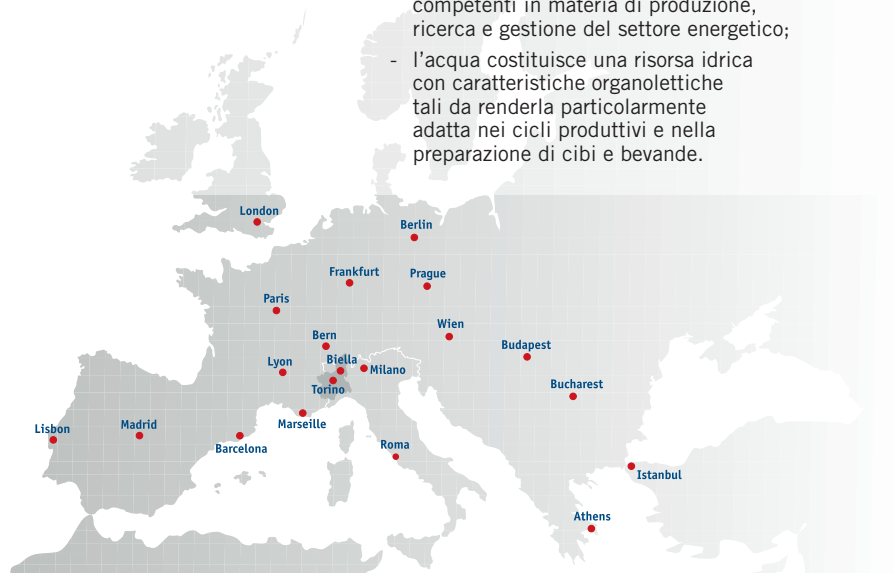 competenti in materia di produzione,
ricerca e gestione del settore energetico;
- l’acqua costituisce una risorsa idrica
con caratteristiche organolettiche
tali da renderla particolarmente
adatta nei cicli produttivi e nella
preparazione di cibi e bevande.
London
Berlin
Frankfurt
Prague
Paris
Wien
Bern
Budapest
Lyon
Biella
Milano
Torino
Bucharest
Marseille
Lisbon
Madrid
Barcelona
Roma
Istanbul
Athens